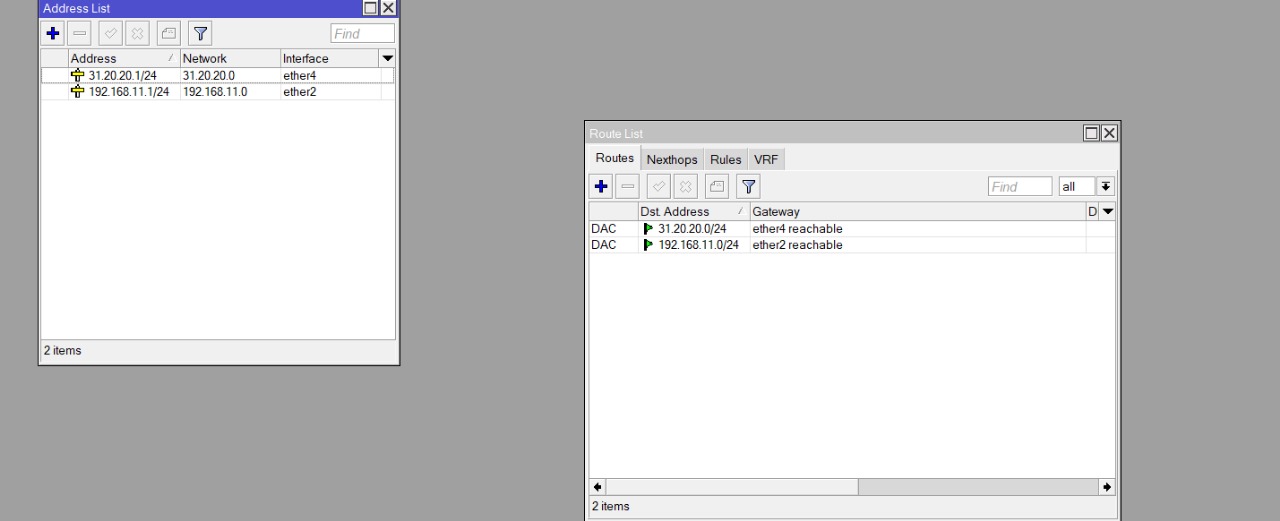 Address List
Find
Address Network Interface
31.20.20.1/24 31.20.20.0 ether4
192.168.11.1/24 192.168.11.0 ether2
2 items
Route List
Routes Nexthops Rules VRF
Find all
Dst. Address Gateway D
DAC 31.20.20.0/24 ether4 reachable
DAC 192.168.11.0/24 ether2 reachable
2 items